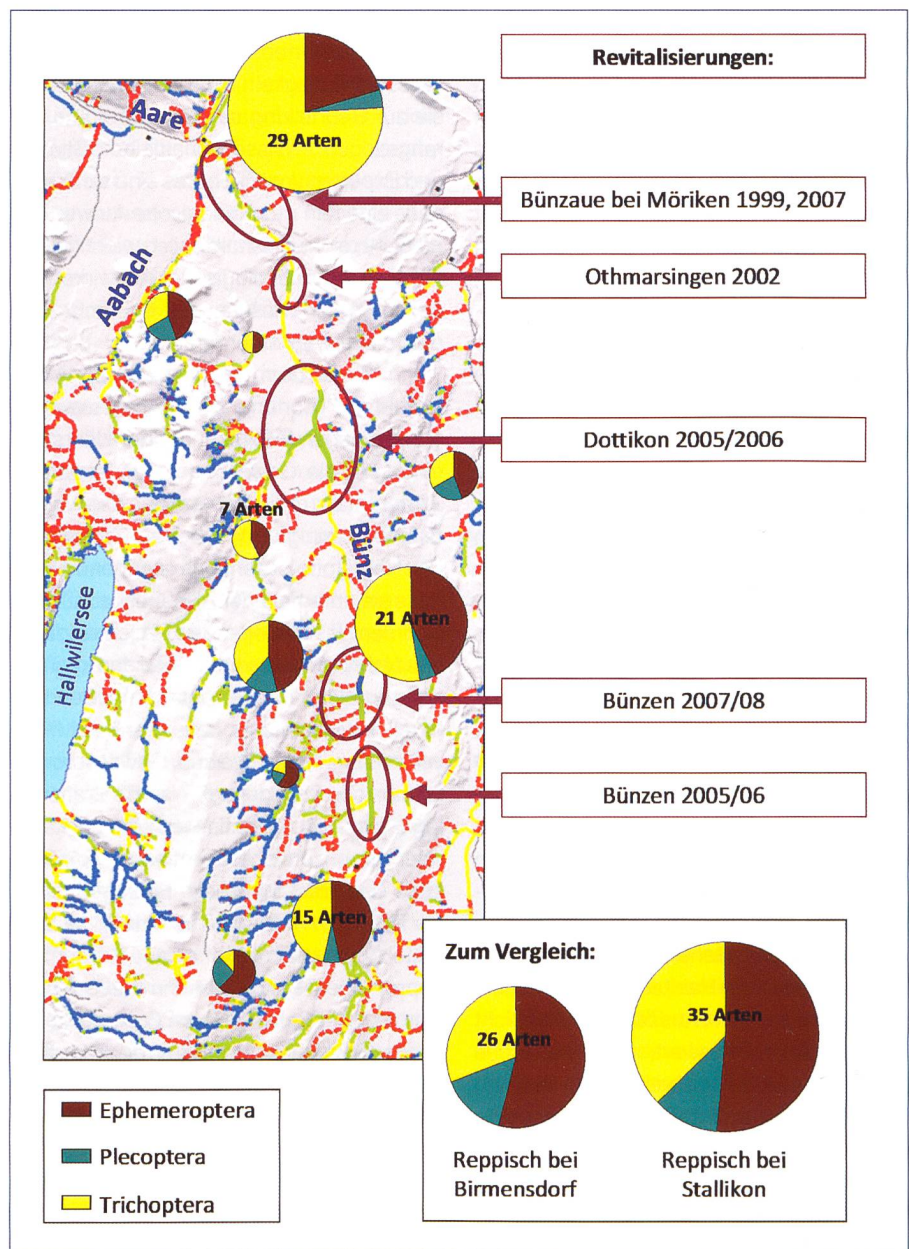 Revitalisierungen:
Aare
29 Arten
Bünzaue bei Möriken 1999, 2007
Aabach
Othmarsingen 2002
Dottikon 2005/2006
7 Arten
Bünz
Hallwilersee
21 Arten
Bünzen 2007/08
Bünzen 2005/06
15 Arten
Zum Vergleich:
26 Arten
35 Arten
Reppisch bei
Birmensdorf
Reppisch bei
Stallikon
Ephemeroptera
Plecoptera
Trichoptera